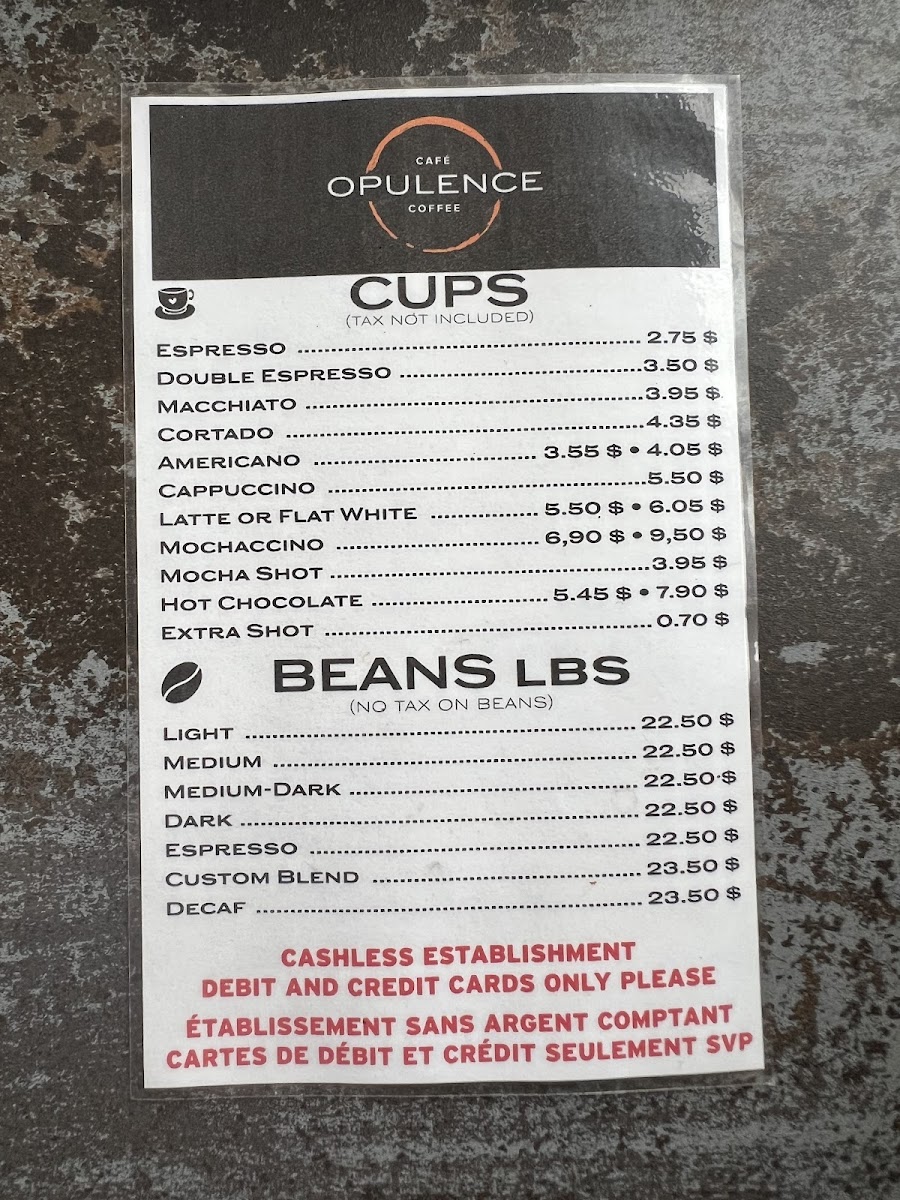 CAFÉ
OPULENCE
COFFEE
CUPS
(TAX NOT INCLUDED)
ESPRESSO ........................................ 2.75 $
DOUBLE ESPRESSO ........................................ 3.50 $
MACCHIATO ........................................ 3.95 $
CORTADO ........................................ 4.35 $
AMERICANO ........................................ 3.55 $ • 4.05 $
CAPPUCCINO ........................................ 5.50 $
LATTE OR FLAT WHITE .................... 5.50 $ • 6.05 $
MOCHACCINO .............................. 6,90 $ • 9,50 $
MOCHA SHOT ........................................ 3.95 $
HOT CHOCOLATE ......................... 5.45 $ • 7.90 $
EXTRA SHOT ........................................ 0.70 $
BEANS LBS
(NO TAX ON BEANS)
LIGHT ........................................ 22.50 $
MEDIUM ........................................ 22.50 $
MEDIUM-DARK ........................................ 22.50 $
DARK ........................................ 22.50 $
ESPRESSO ........................................ 22.50 $
CUSTOM BLEND ........................................ 23.50 $
DECAF ........................................ 23.50 $
CASHLESS ESTABLISHMENT
DEBIT AND CREDIT CARDS ONLY PLEASE
ÉTABLISSEMENT SANS ARGENT COMPTANT
CARTES DE DÉBIT ET CRÉDIT SEULEMENT SVP